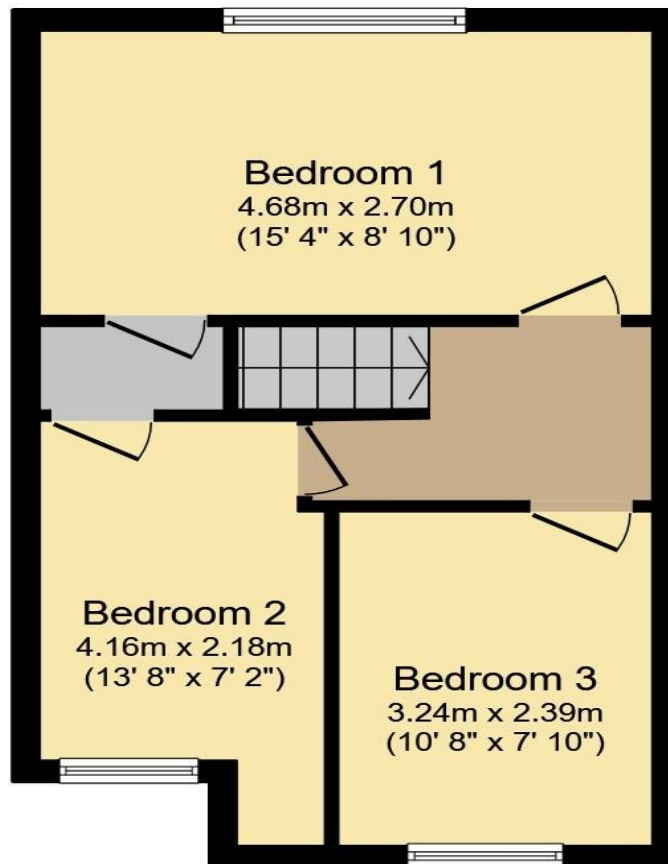 Bedroom 1
4.68m x 2.70m
(15' 4" x 8' 10")
Bedroom 2
4.16m x 2.18m
(13' 8" x 7' 2")
Bedroom 3
3.24m x 2.39m
(10' 8" x 7' 10")